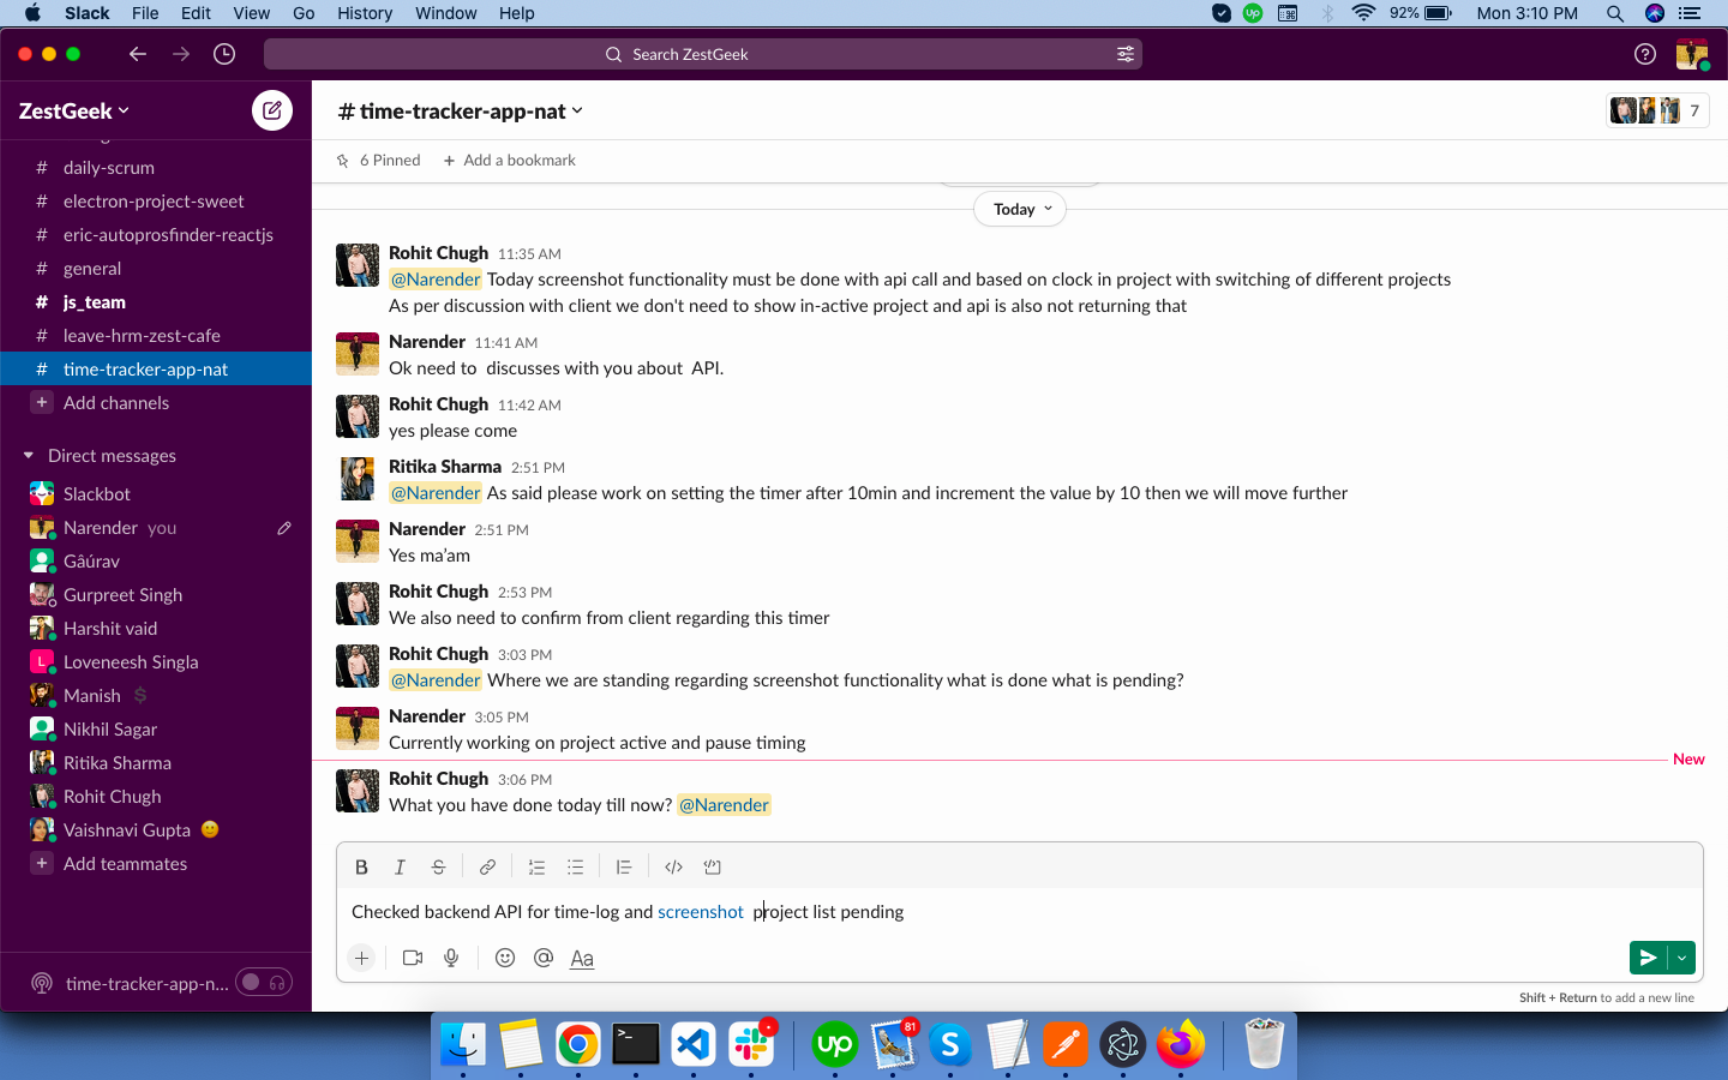 Slack File Edit View Go History Window Help 92% Mon 3:10 PM
Search ZestGeek
ZestGeek
# daily-scrum
# electron-project-sweet
# eric-autoprosfinder-reactjs
# general
# js_team
# leave-hrm-zest-cafe
# time-tracker-app-nat
+ Add channels
Direct messages
Slackbot
Narender you
Gâúrav
Gurpreet Singh
Harshit vaid
L Loveneesh Singla
Manish $
Nikhil Sagar
Ritika Sharma
Rohit Chugh
Vaishnavi Gupta
+ Add teammates
time-tracker-app-n...
# time-tracker-app-nat
7
6 Pinned + Add a bookmark
Today
Rohit Chugh 11:35 AM
@Narender Today screenshot functionality must be done with api call and based on clock in project with switching of different projects
As per discussion with client we don't need to show in-active project and api is also not returning that
Narender 11:41 AM
Ok need to discusses with you about API.
Rohit Chugh 11:42 AM
yes please come
Ritika Sharma 2:51 PM
@Narender As said please work on setting the timer after 10min and increment the value by 10 then we will move further
Narender 2:51 PM
Yes ma'am
Rohit Chugh 2:53 PM
We also need to confirm from client regarding this timer
Rohit Chugh 3:03 PM
@Narender Where we are standing regarding screenshot functionality what is done what is pending?
Narender 3:05 PM
Currently working on project active and pause timing
New
Rohit Chugh 3:06 PM
What you have done today till now? @Narender
B I S
Checked backend API for time-log and screenshot project list pending
+ @ Aa
Shift + Return to add a new line
>_ up 81 S